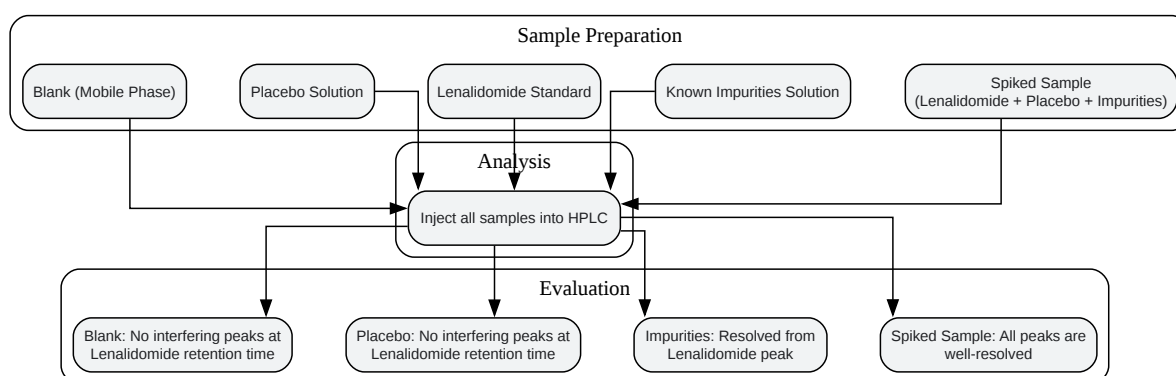 Sample Preparation
Blank (Mobile Phase)
Placebo Solution
Lenalidomide Standard
Known Impurities Solution
Spiked Sample
(Lenalidomide + Placebo + Impurities)
Analysis
Inject all samples into HPLC
Evaluation
Blank: No interfering peaks at
Lenalidomide retention time
Placebo: No interfering peaks at
Lenalidomide retention time
Impurities: Resolved from
Lenalidomide peak
Spiked Sample: All peaks are
well-resolved